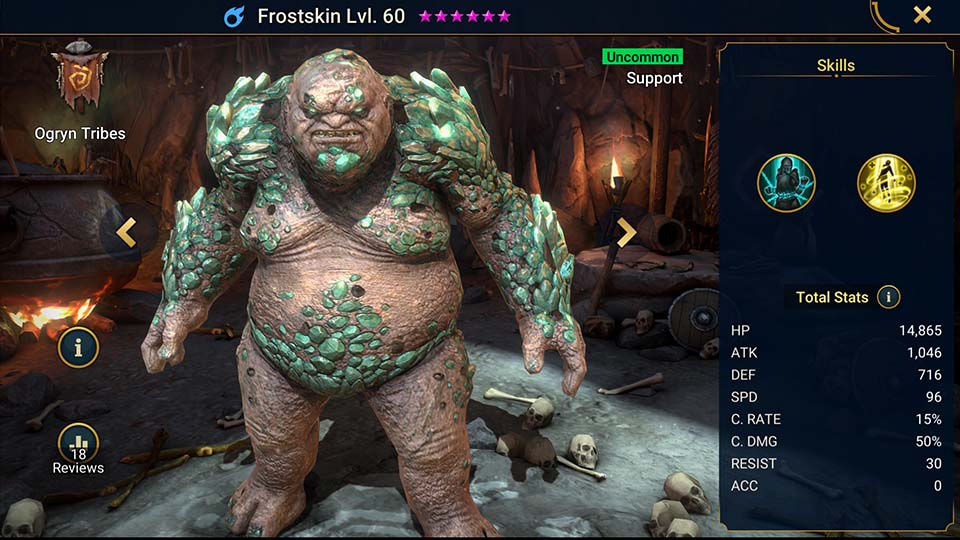 Frostskin Lvl. 60
Ogryn Tribes
Uncommon
Support
Skills
Total Stats
i
HP 14,865
ATK 1,046
DEF 716
SPD 96
C. RATE 15%
C. DMG 50%
RESIST 30
ACC 0
i
18
Reviews